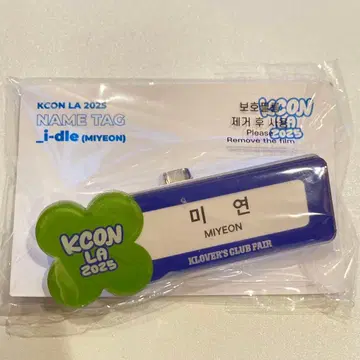 KCON LA 2025
NAME TAG
_i-dle (MIYEON)
보호필름
제거 후 사용
Please
Remove the film
KCON
LA
2025
KCON
LA
2025
미 연
MIYEON
KLOVER'S CLUB FAIR